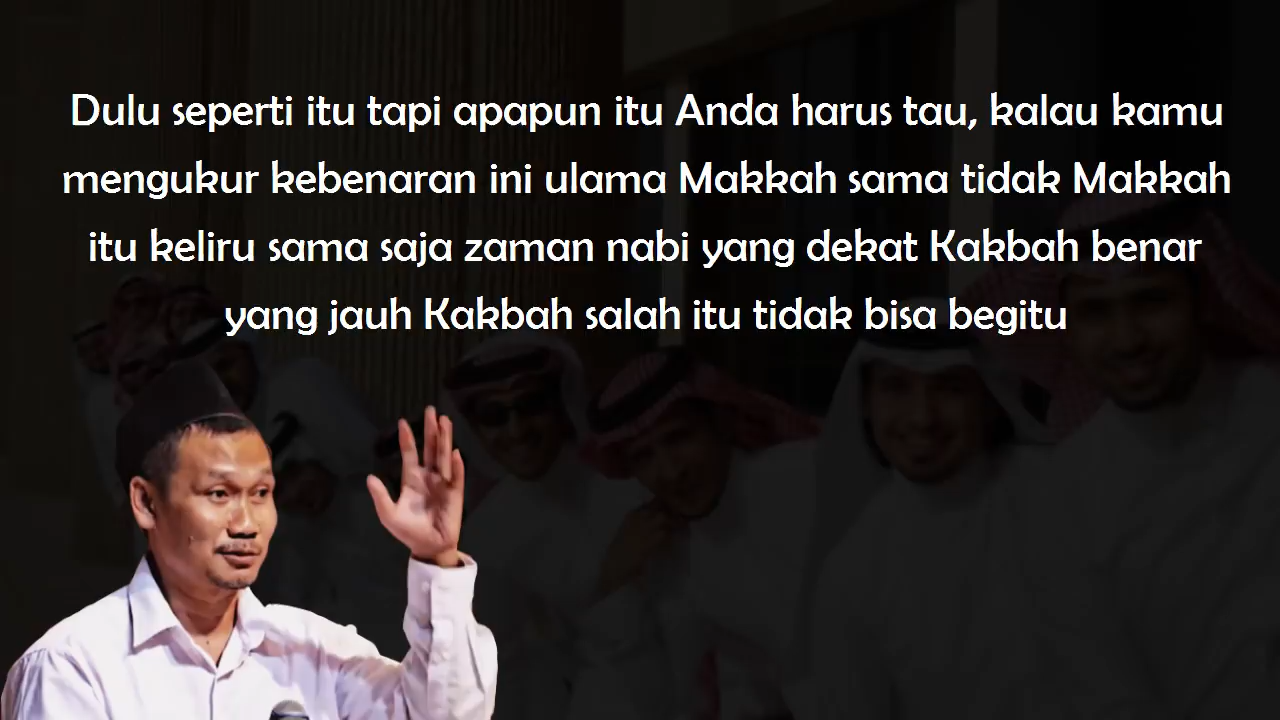 Dulu seperti itu tapi apapun itu Anda harus tau, kalau kamu
mengukur kebenaran ini ulama Makkah sama tidak Makkah
itu keliru sama saja zaman nabi yang dekat Kakbah benar
yang jauh Kakbah salah itu tidak bisa begitu